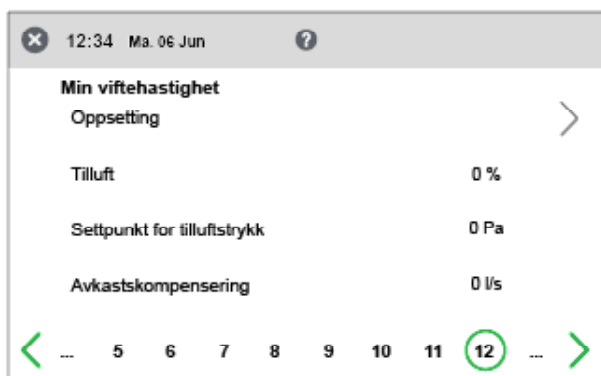 12:34 Ma. 06 Jun ?
Min viftehastighet
Oppsetting
Tilluft 0 %
Settpunkt for tilluftstrykk 0 Pa
Avkastskompensering 0 l/s
... 5 6 7 8 9 10 11 12 ...